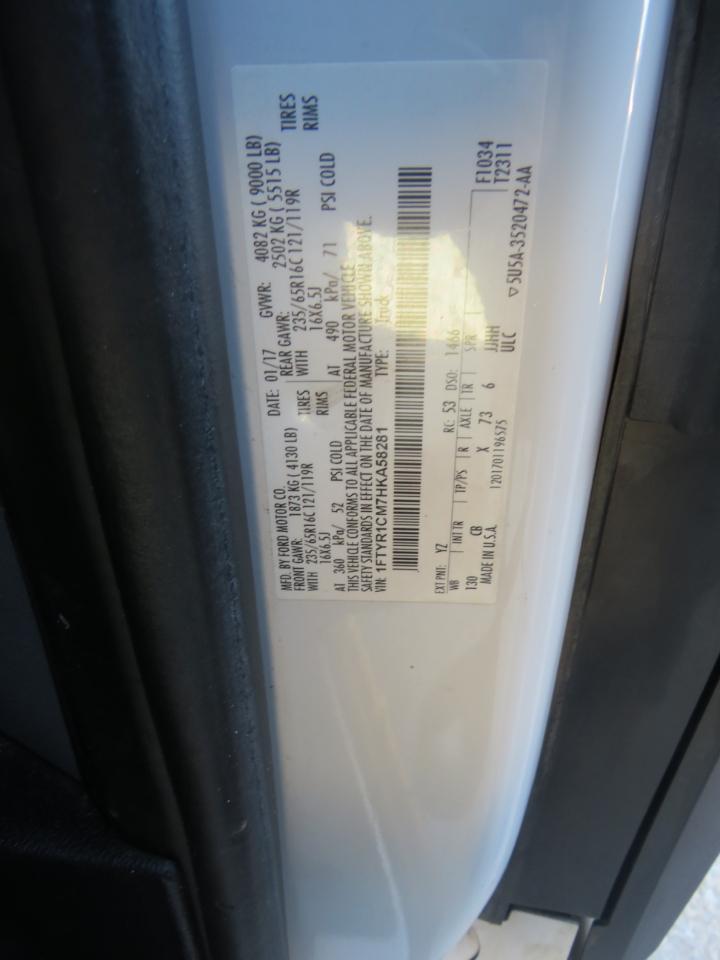 MFD. BY FORD MOTOR CO.
DATE: 01/17 GVWR: 4082 KG ( 9000 LB)
FRONT GAWR: 1873 KG ( 4130 LB) REAR GAWR: 2502 KG ( 5515 LB)
WITH 235/65R16C 121/119R TIRES WITH 235/65R16C 121/119R TIRES
16X6.5J RIMS 16X6.5J RIMS
AT 360 kPa/ 52 PSI COLD AT 490 kPa/ 71 PSI COLD
THIS VEHICLE CONFORMS TO ALL APPLICABLE FEDERAL MOTOR VEHICLE
SAFETY STANDARDS IN EFFECT ON THE DATE OF MANUFACTURE SHOWN ABOVE.
VIN: 1FTYR1CM7HKA58281 TYPE: Truck
EXT PNT: YZ RC: 53 DSO: 1466 F1034
WB INT TR TP/PS R AXLE TR SPR T2311
130 CB X 73 6 JJHH
MADE IN U.S.A. 1201701196575 ULC 5U5A-3520472-AA